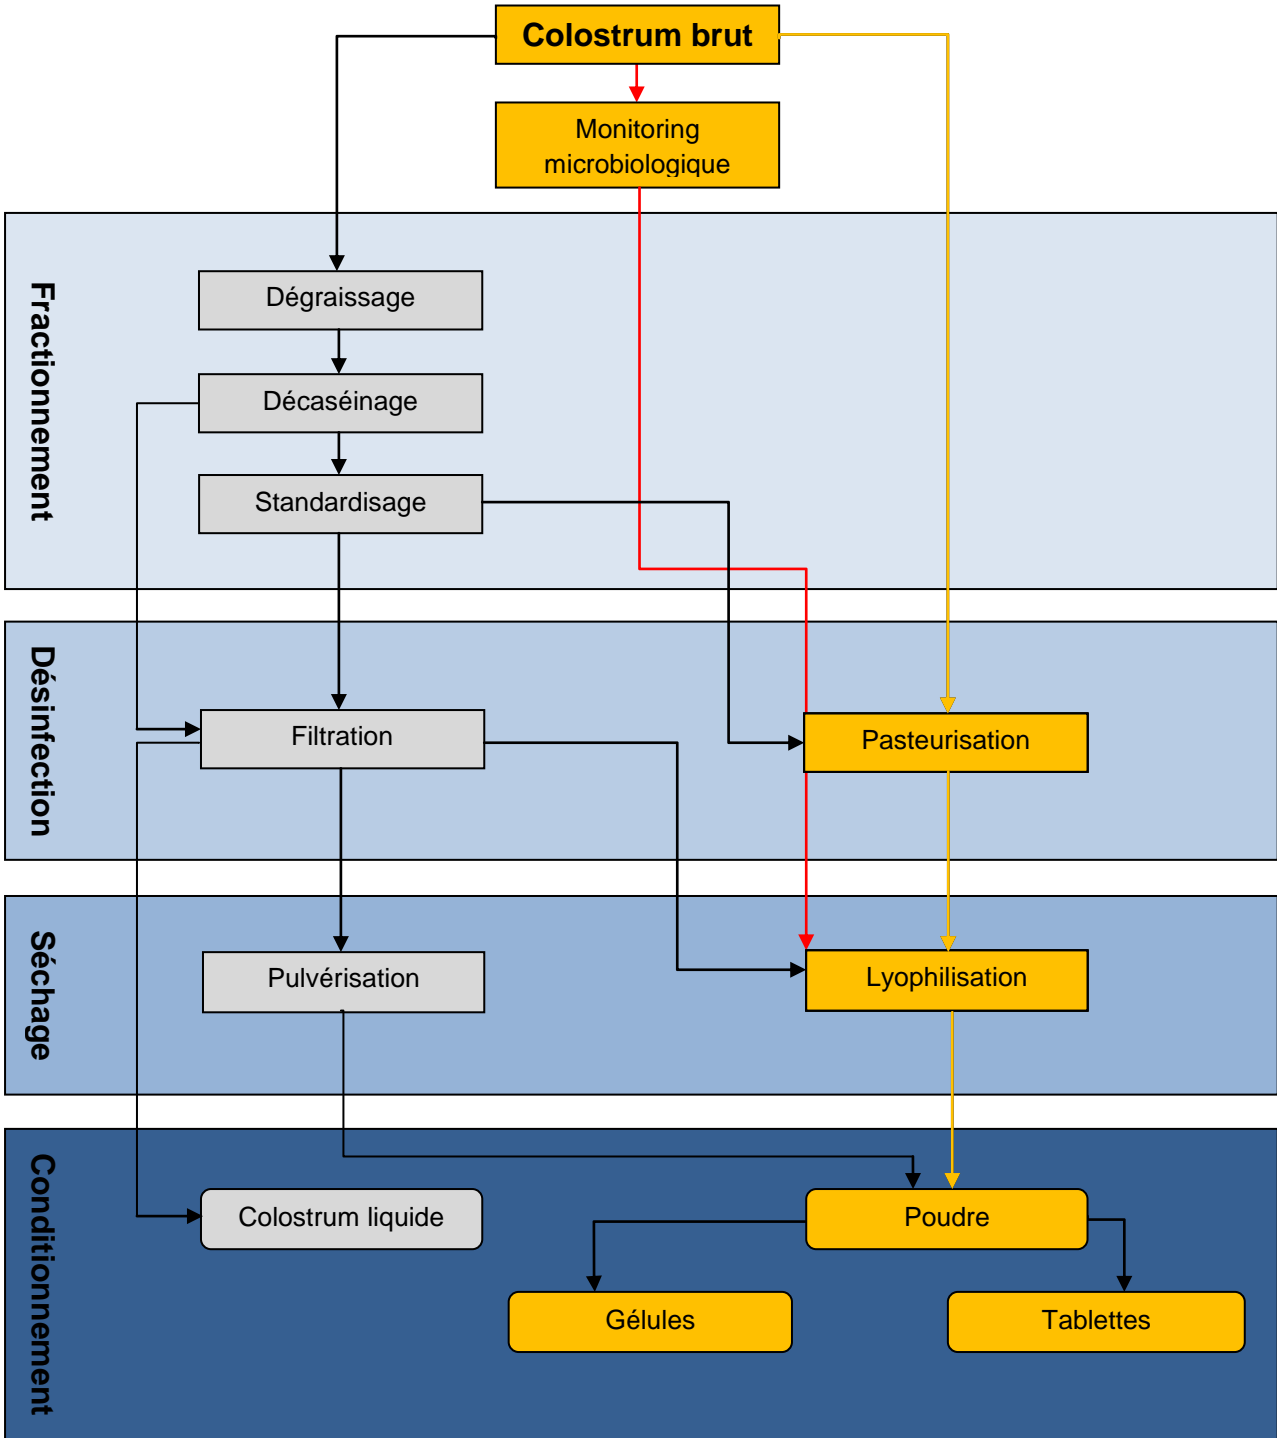 Colostrum brut
Monitoring
microbiologique
Fractionnement
Dégraissage
Décaséinage
Standardisage
Désinfection
Filtration
Pasteurisation
Séchage
Pulvérisation
Lyophilisation
Conditionnement
Colostrum liquide
Poudre
Gélules
Tablettes